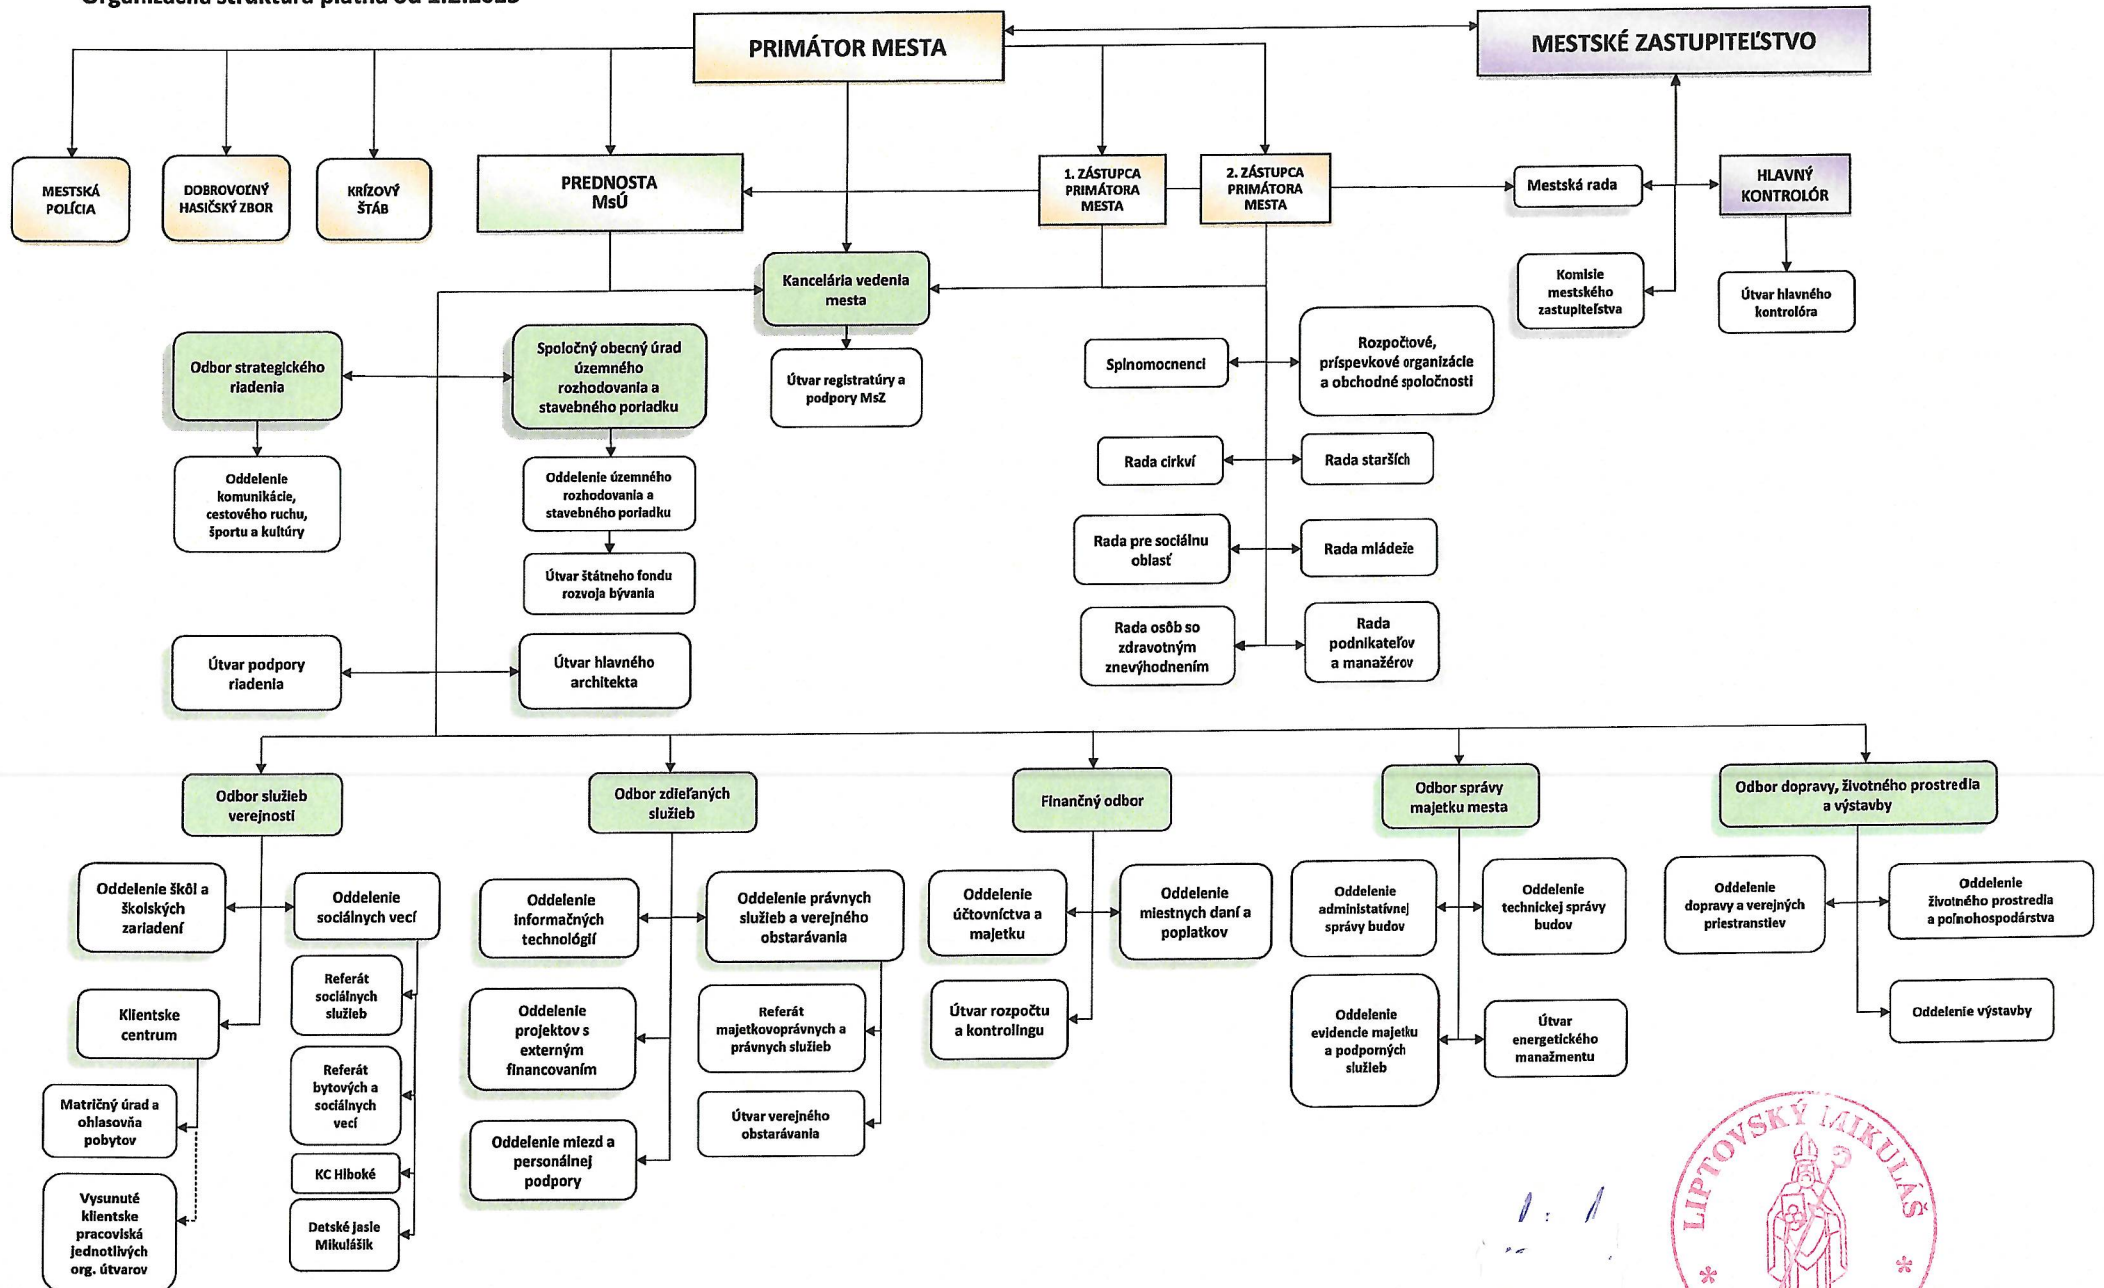 Organizačná štruktúra platná od
PRIMÁTOR MESTA
MESTSKÉ ZASTUPITEĽSTVO
MESTSKÁ
POLÍCIA
DOBROVOĽNÝ
HASIČSKÝ ZBOR
KRÍZOVÝ
ŠTÁB
PREDNOSTA
MsÚ
1. ZÁSTUPCA
PRIMÁTORA
MESTA
2. ZÁSTUPCA
PRIMÁTORA
MESTA
Mestská rada
HLAVNÝ
KONTROLÓR
Kancelária vedenia
mesta
Komisie
mestského
zastupiteľstva
Útvar hlavného
kontrolóra
Odbor strategického
riadenia
Spoločný obecný úrad
územného
rozhodovania a
stavebného poriadku
Útvar registratúry a
podpory MsZ
Splnomocnenci
Rozpočtové,
príspevkové organizácie
a obchodné spoločnosti
Oddelenie
komunikácie,
cestového ruchu,
športu a kultúry
Oddelenie územného
rozhodovania a
stavebného poriadku
Rada cirkví
Rada starších
Útvar štátneho fondu
rozvoja bývania
Rada pre sociálnu
oblasť
Rada mládeže
Útvar podpory
riadenia
Útvar hlavného
architekta
Rada osôb so
zdravotným
znevýhodnením
Rada
podnikateľov
a manažérov
Odbor služieb
verejnosti
Odbor zdieľaných
služieb
Finančný odbor
Odbor správy
majetku mesta
Odbor dopravy, životného prostredia
a výstavby
Oddelenie škôl a
školských
zariadení
Oddelenie
sociálnych vecí
Oddelenie
informačných
technológií
Oddelenie právnych
služieb a verejného
obstarávania
Oddelenie
účtovníctva a
majetku
Oddelenie
miestnych daní a
poplatkov
Oddelenie
administatívnej
správy budov
Oddelenie
technickej správy
budov
Oddelenie
dopravy a verejných
priestranstiev
Oddelenie
životného prostredia
a poľnohospodárstva
Klientske
centrum
Referát
sociálnych
služieb
Oddelenie
projektov s
externým
financovaním
Referát
majetkovoprávnych a
právnych služieb
Útvar rozpočtu
a kontrolingu
Oddelenie
evidencie majetku
a podporných
služieb
Útvar
energetického
manažmentu
Oddelenie výstavby
Matričný úrad a
ohlasovňa
pobytov
Referát
bytových a
sociálnych
vecí
Oddelenie miezd a
personálnej
podpory
Útvar verejného
obstarávania
Vysunuté
klientske
pracoviská
jednotlivých
org. útvarov
KC Hlboké
Detské jasle
Mikulášik
LIPTOVSKÝ MIKULÁŠ